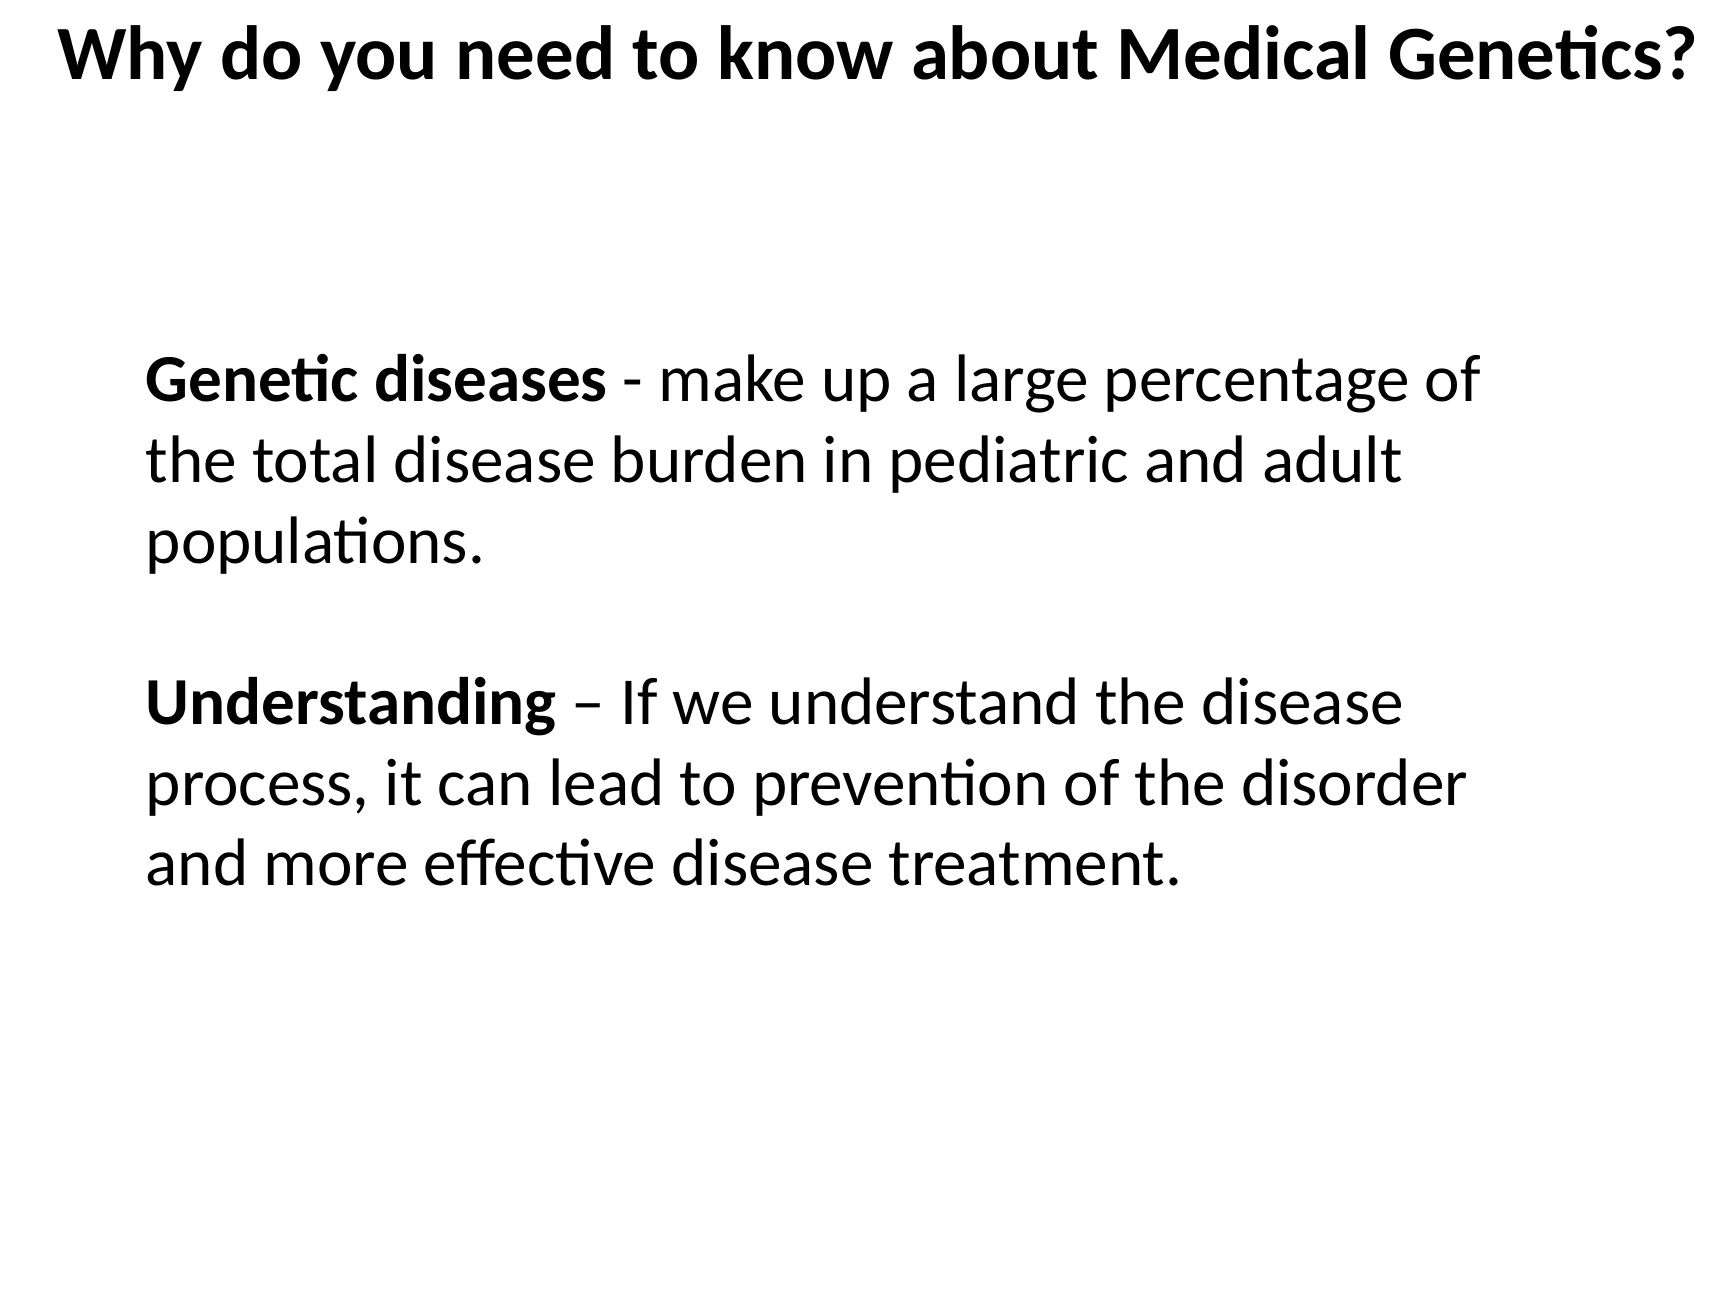 Why do you need to know about Medical Genetics?
Genetic diseases - make up a large percentage of
the total disease burden in pediatric and adult
populations.
Understanding – If we understand the disease
process, it can lead to prevention of the disorder
and more effective disease treatment.